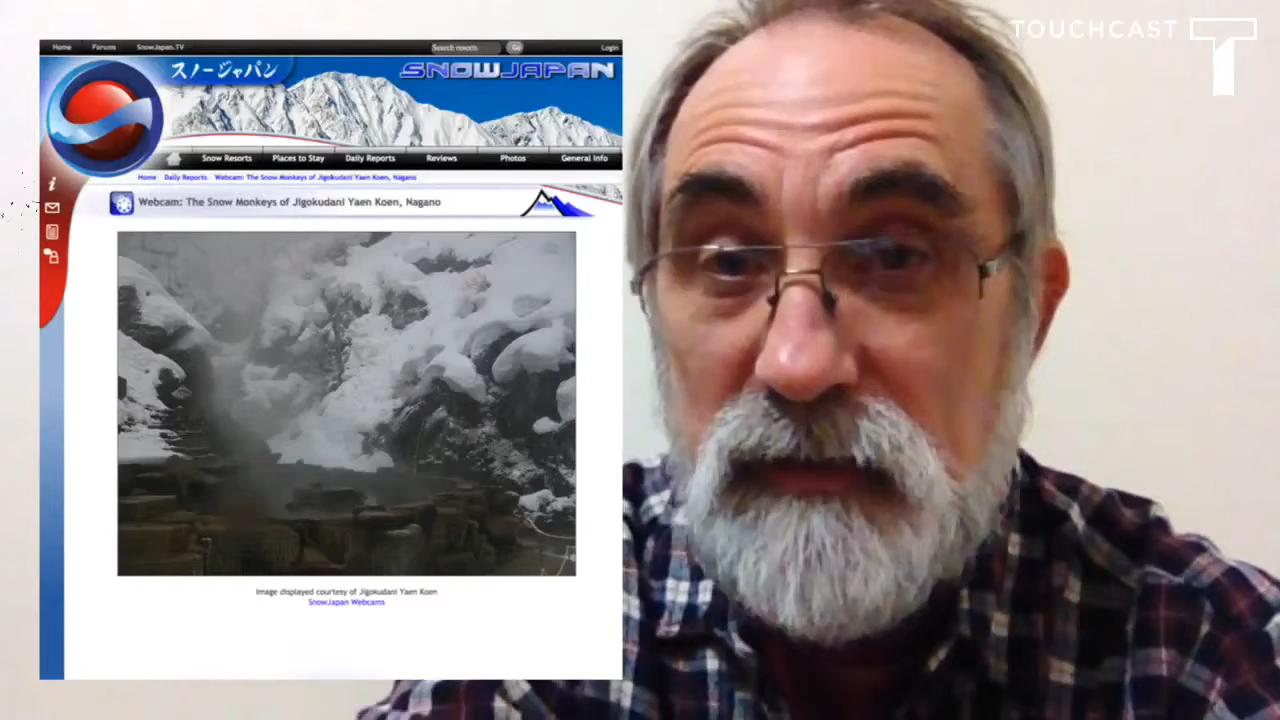 TOUCHCAST
Home Forums SnowJapan.TV Search resorts Go Login
スノージャパン SNOWJAPAN
Snow Resorts Places to Stay Daily Reports Reviews Photos General Info
Home Daily Reports Webcam: The Snow Monkeys of Jigokudani Yaen Koen, Nagano
Webcam: The Snow Monkeys of Jigokudani Yaen Koen, Nagano
Image displayed courtesy of Jigokudani Yaen Koen
SnowJapan Webcams